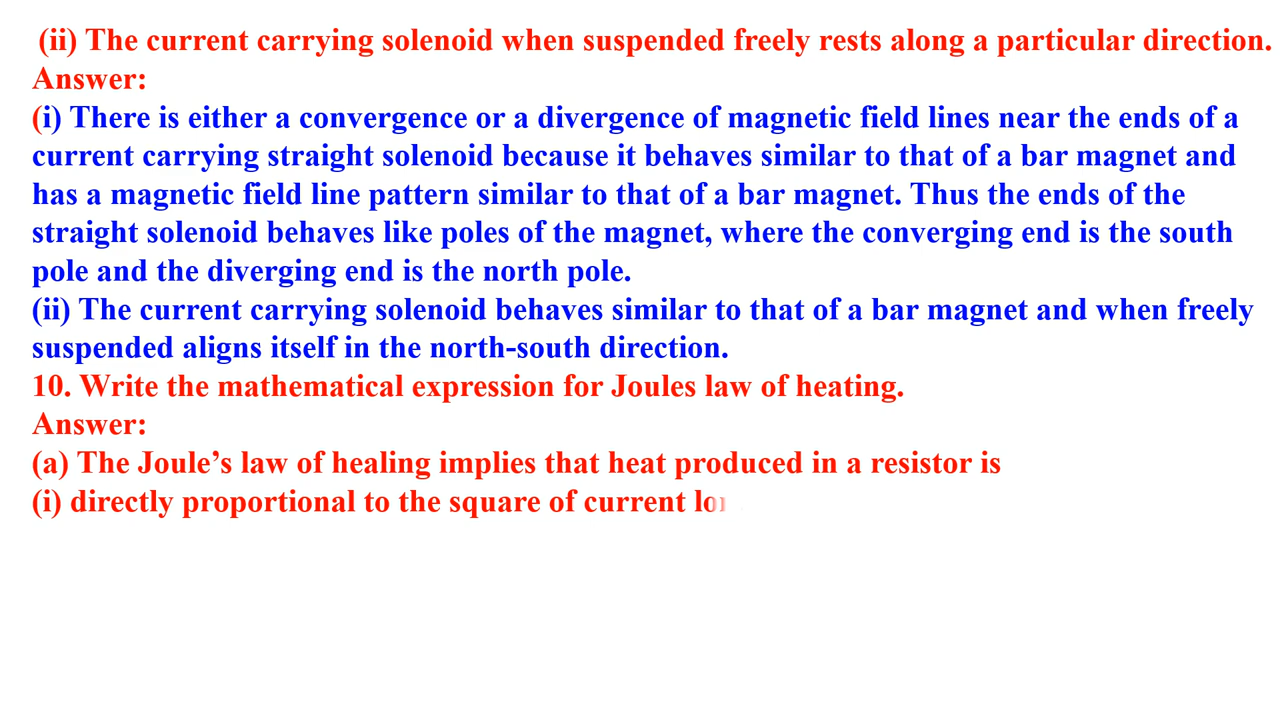 (ii) The current carrying solenoid when suspended freely rests along a particular direction.
Answer:
(i) There is either a convergence or a divergence of magnetic field lines near the ends of a
current carrying straight solenoid because it behaves similar to that of a bar magnet and
has a magnetic field line pattern similar to that of a bar magnet. Thus the ends of the
straight solenoid behaves like poles of the magnet, where the converging end is the south
pole and the diverging end is the north pole.
(ii) The current carrying solenoid behaves similar to that of a bar magnet and when freely
suspended aligns itself in the north-south direction.
10. Write the mathematical expression for Joules law of heating.
Answer:
(a) The Joule’s law of healing implies that heat produced in a resistor is
(i) directly proportional to the square of current